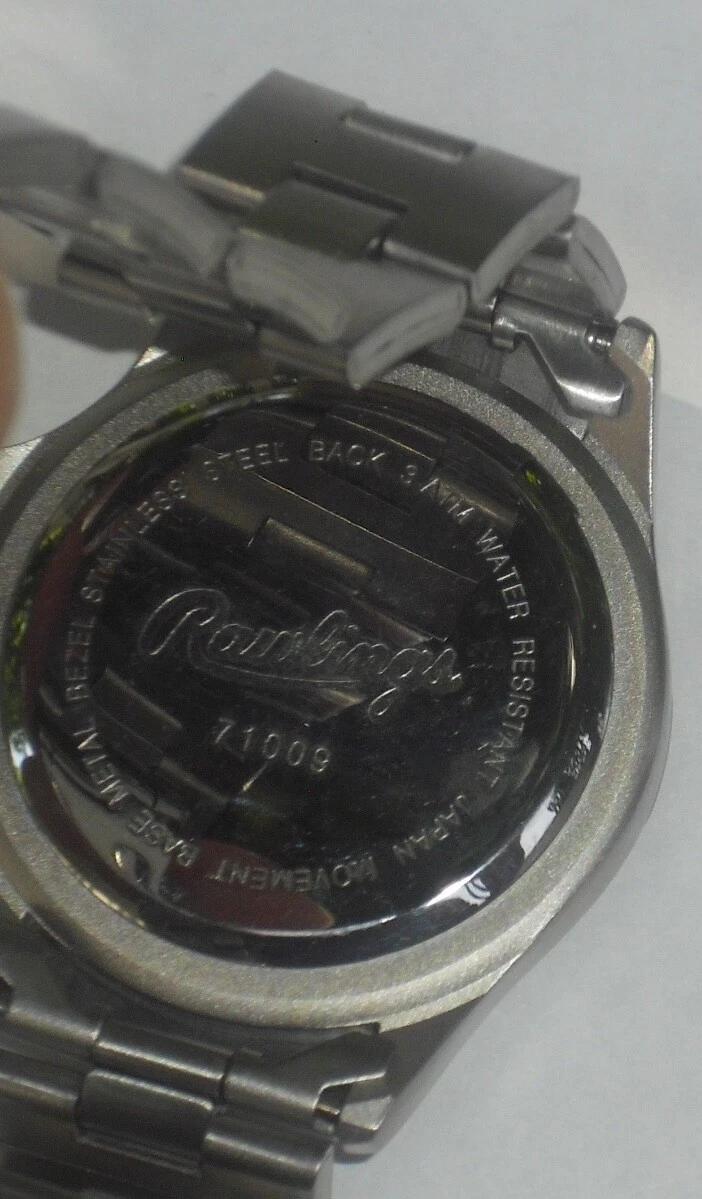 STAINLESS STEEL BACK 3 ATM WATER RESISTANT JAPAN MOVEMENT BASE METAL BEZEL
Rawlings
71009